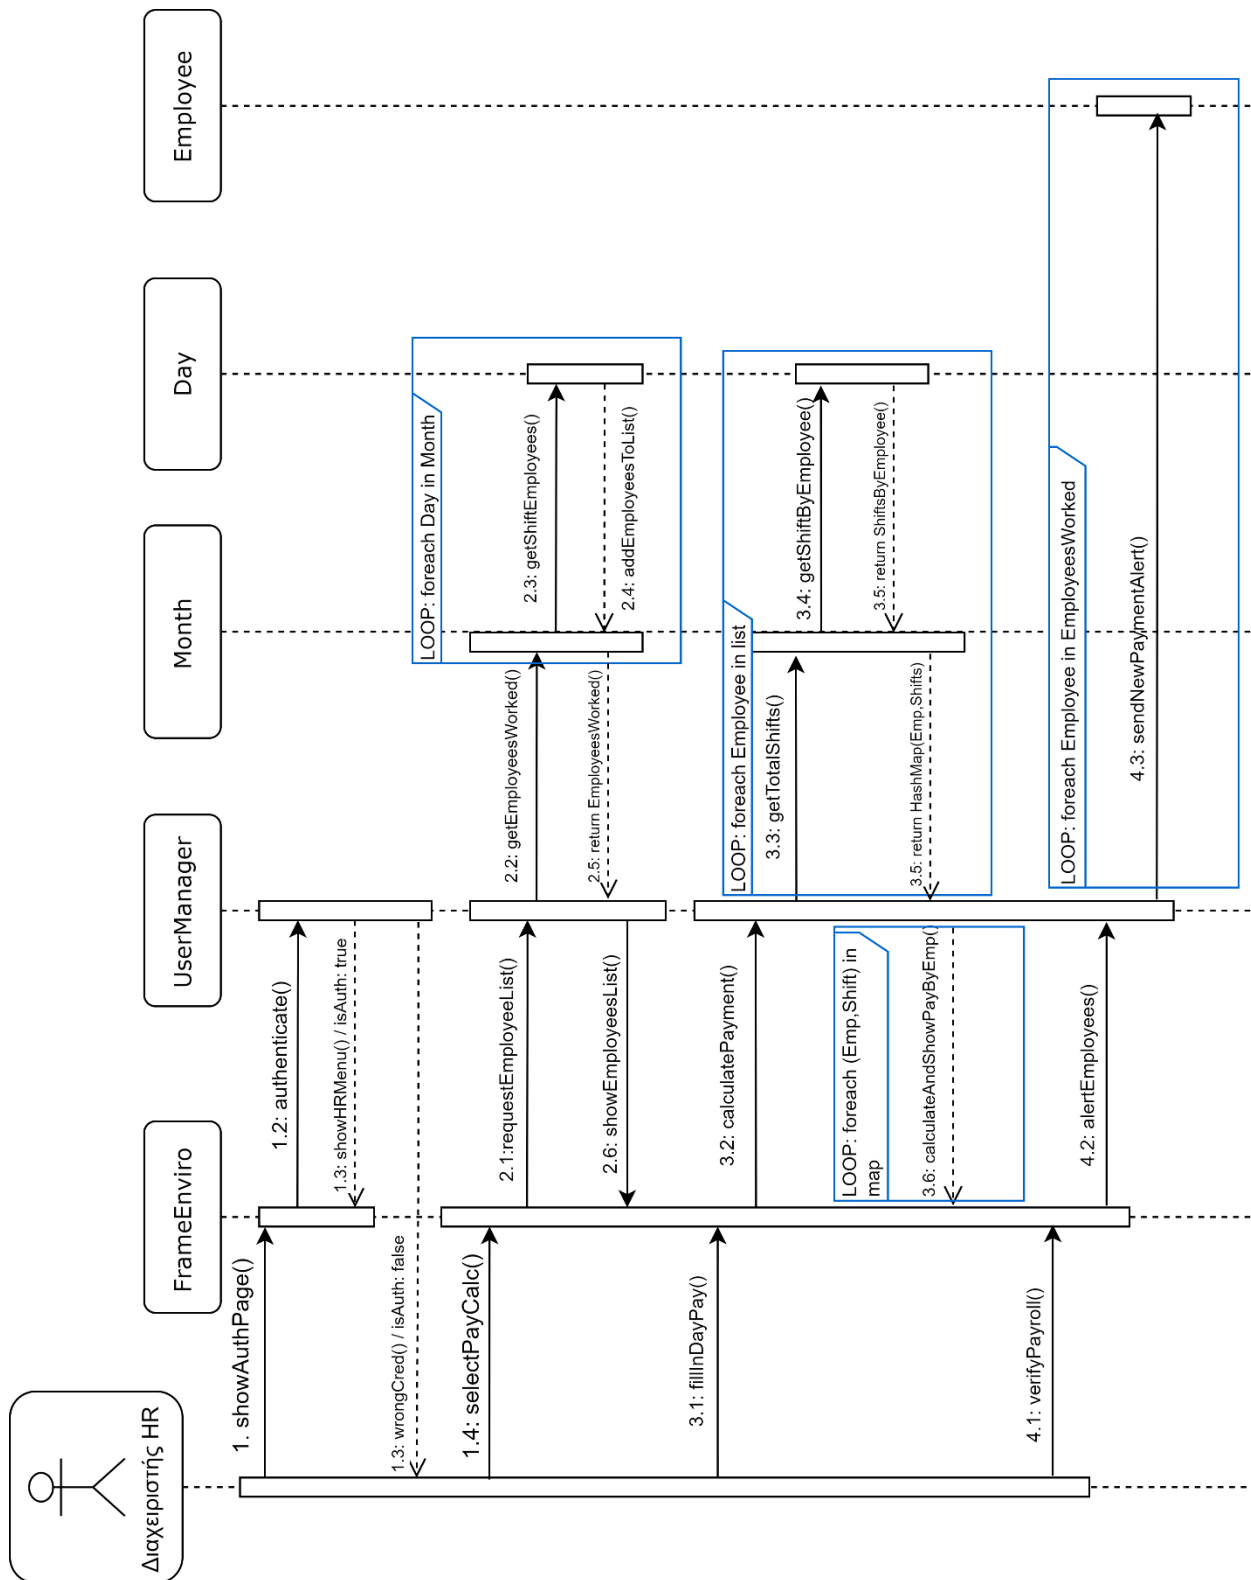 Διαχειριστής HR
FrameEnviro
UserManager
Month
Day
Employee
1. showAuthPage()
1.2: authenticate()
1.3: showHRMenu() / isAuth: true
1.3: wrongCred() / isAuth: false
1.4: selectPayCalc()
2.1:requestEmployeeList()
2.2: getEmployeesWorked()
LOOP: foreach Day in Month
2.3: getShiftEmployees()
2.4: addEmployeesToList()
2.5: return EmployeesWorked()
2.6: showEmployeesList()
3.1: fillInDayPay()
3.2: calculatePayment()
LOOP: foreach Employee in list
3.3: getTotalShifts()
3.4: getShiftByEmployee()
3.5: return ShiftsByEmployee()
3.5: return HashMap(Emp,Shifts)
LOOP: foreach (Emp,Shift) in
map
3.6: calculateAndShowPayByEmp()
4.1: verifyPayroll()
4.2: alertEmployees()
LOOP: foreach Employee in EmployeesWorked
4.3: sendNewPaymentAlert()